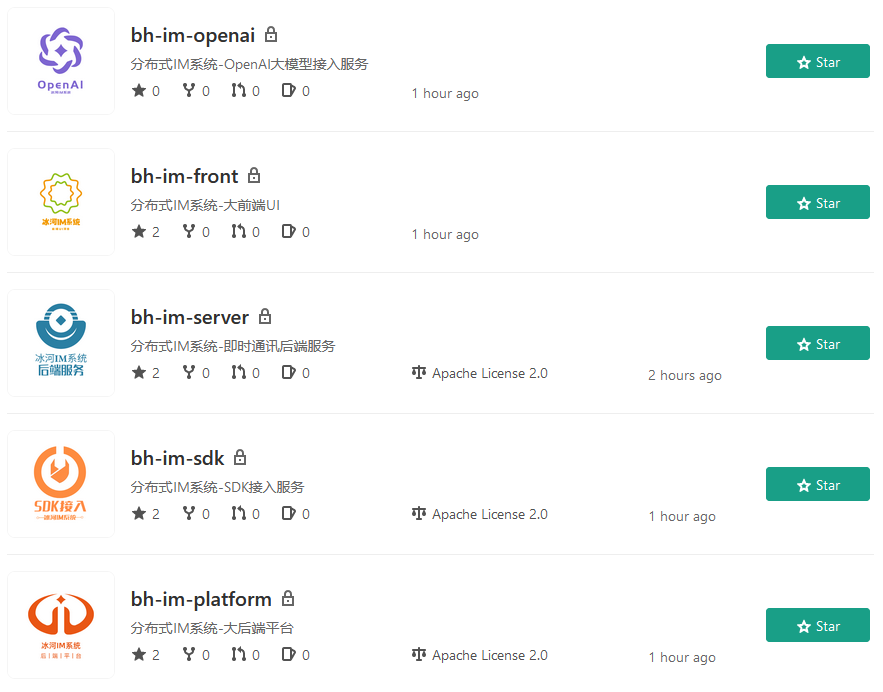 OpenAI
bh-im-openai
分布式IM系统-OpenAI大模型接入服务
0 0 0 0
1 hour ago
Star
冰河IM系统
bh-im-front
分布式IM系统-大前端UI
2 0 0 0
1 hour ago
Star
冰河IM系统
后端服务
bh-im-server
分布式IM系统-即时通讯后端服务
2 0 0 0
Apache License 2.0
2 hours ago
Star
SDK接入
冰河IM系统
bh-im-sdk
分布式IM系统-SDK接入服务
2 0 0 0
Apache License 2.0
1 hour ago
Star
冰河IM系统
后端平台
bh-im-platform
分布式IM系统-大后端平台
2 0 0 0
Apache License 2.0
1 hour ago
Star